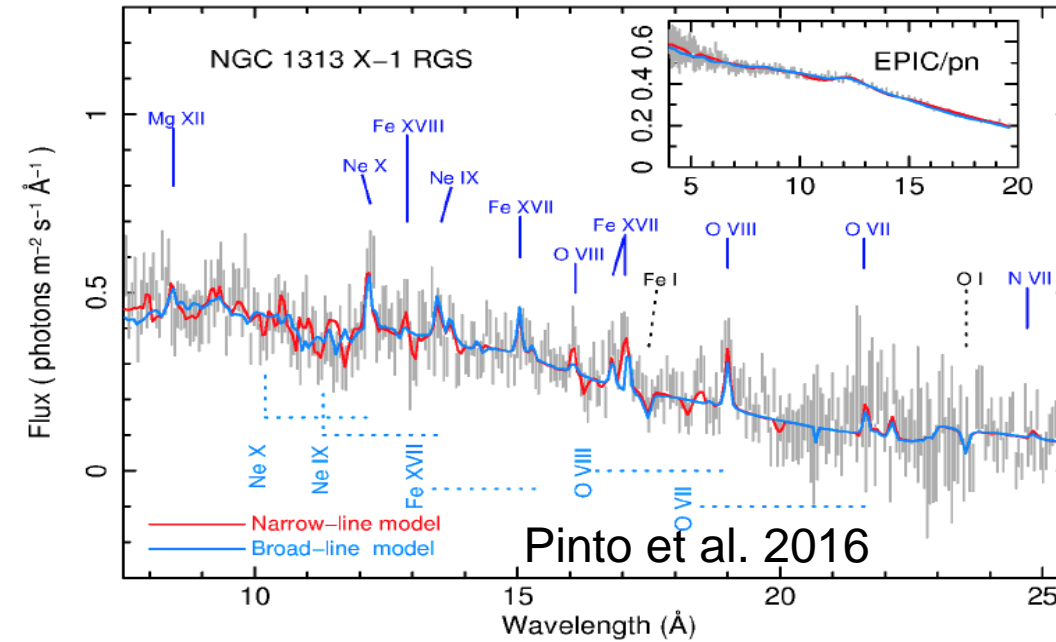 NGC 1313 X−1 RGS
EPIC/pn
0 0.2 0.4 0.6
5 10 15 20
Mg XII
Fe XVIII
Ne X
Ne IX
Fe XVII
O VIII
Fe XVII
O VIII
O VII
Fe I
O I
N VII
Flux ( photons m−2 s−1 Å−1 )
0 0.5 1
Ne X
Ne IX
Fe XVII
O VIII
O VII
Narrow−line model
Broad−line model
Pinto et al. 2016
10 15 20 25
Wavelength (Å)